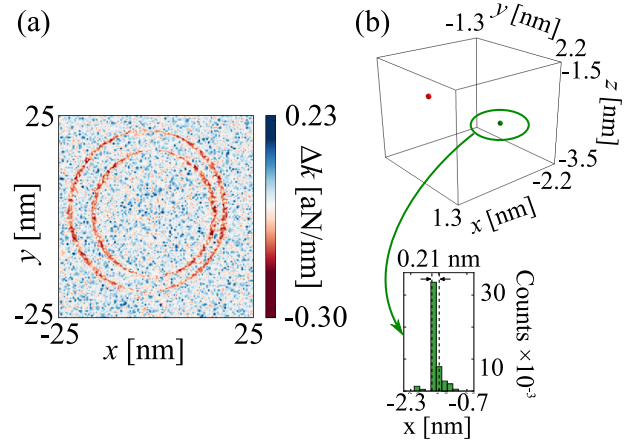 (a)
25
y [nm]
-25
-25
x [nm]
25
0.23
Δk [aN/nm]
-0.30
(b)
-1.3
y [nm]
2.2
-1.5
z [nm]
-3.5
-2.2
x [nm]
1.3
0.21 nm
30
10
Counts ×10⁻³
-2.3
-0.7
x [nm]